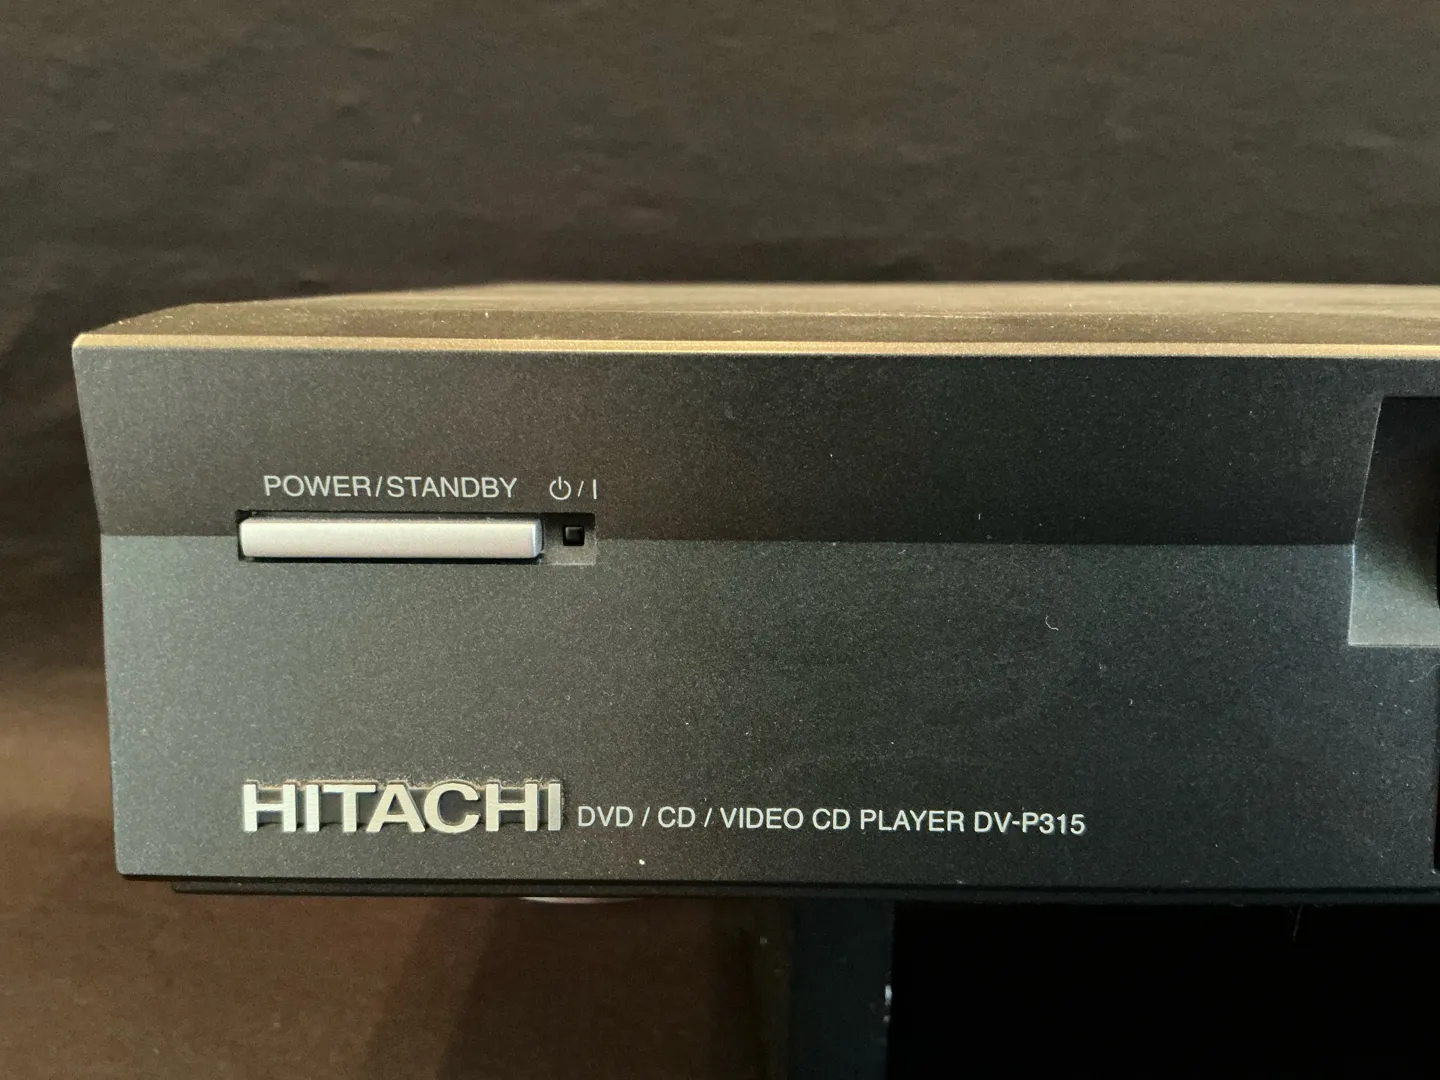 POWER/STANDBY ⏻/I
HITACHI DVD / CD / VIDEO CD PLAYER DV-P315